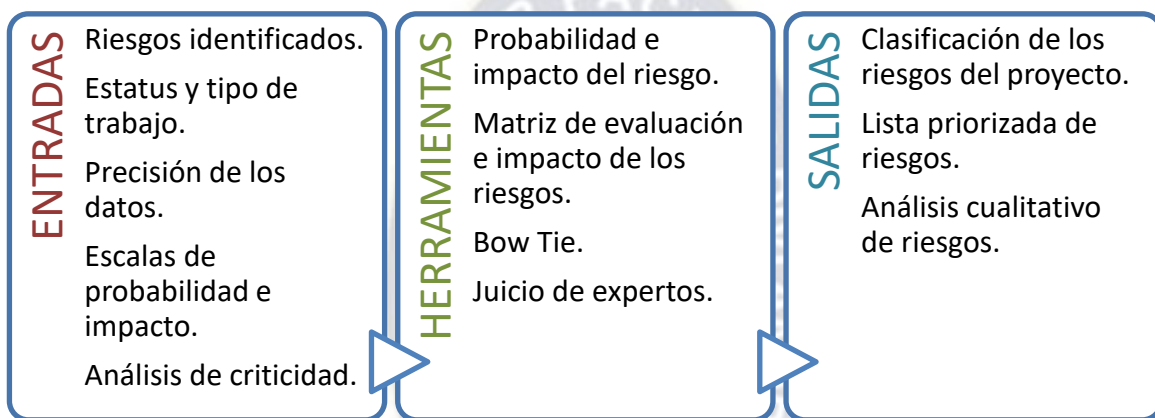 ENTRADAS
Riesgos identificados.
Estatus y tipo de
trabajo.
Precisión de los
datos.
Escalas de
probabilidad e
impacto.
Análisis de criticidad.
HERRAMIENTAS
Probabilidad e
impacto del riesgo.
Matriz de evaluación
e impacto de los
riesgos.
Bow Tie.
Juicio de expertos.
SALIDAS
Clasificación de los
riesgos del proyecto.
Lista priorizada de
riesgos.
Análisis cualitativo
de riesgos.